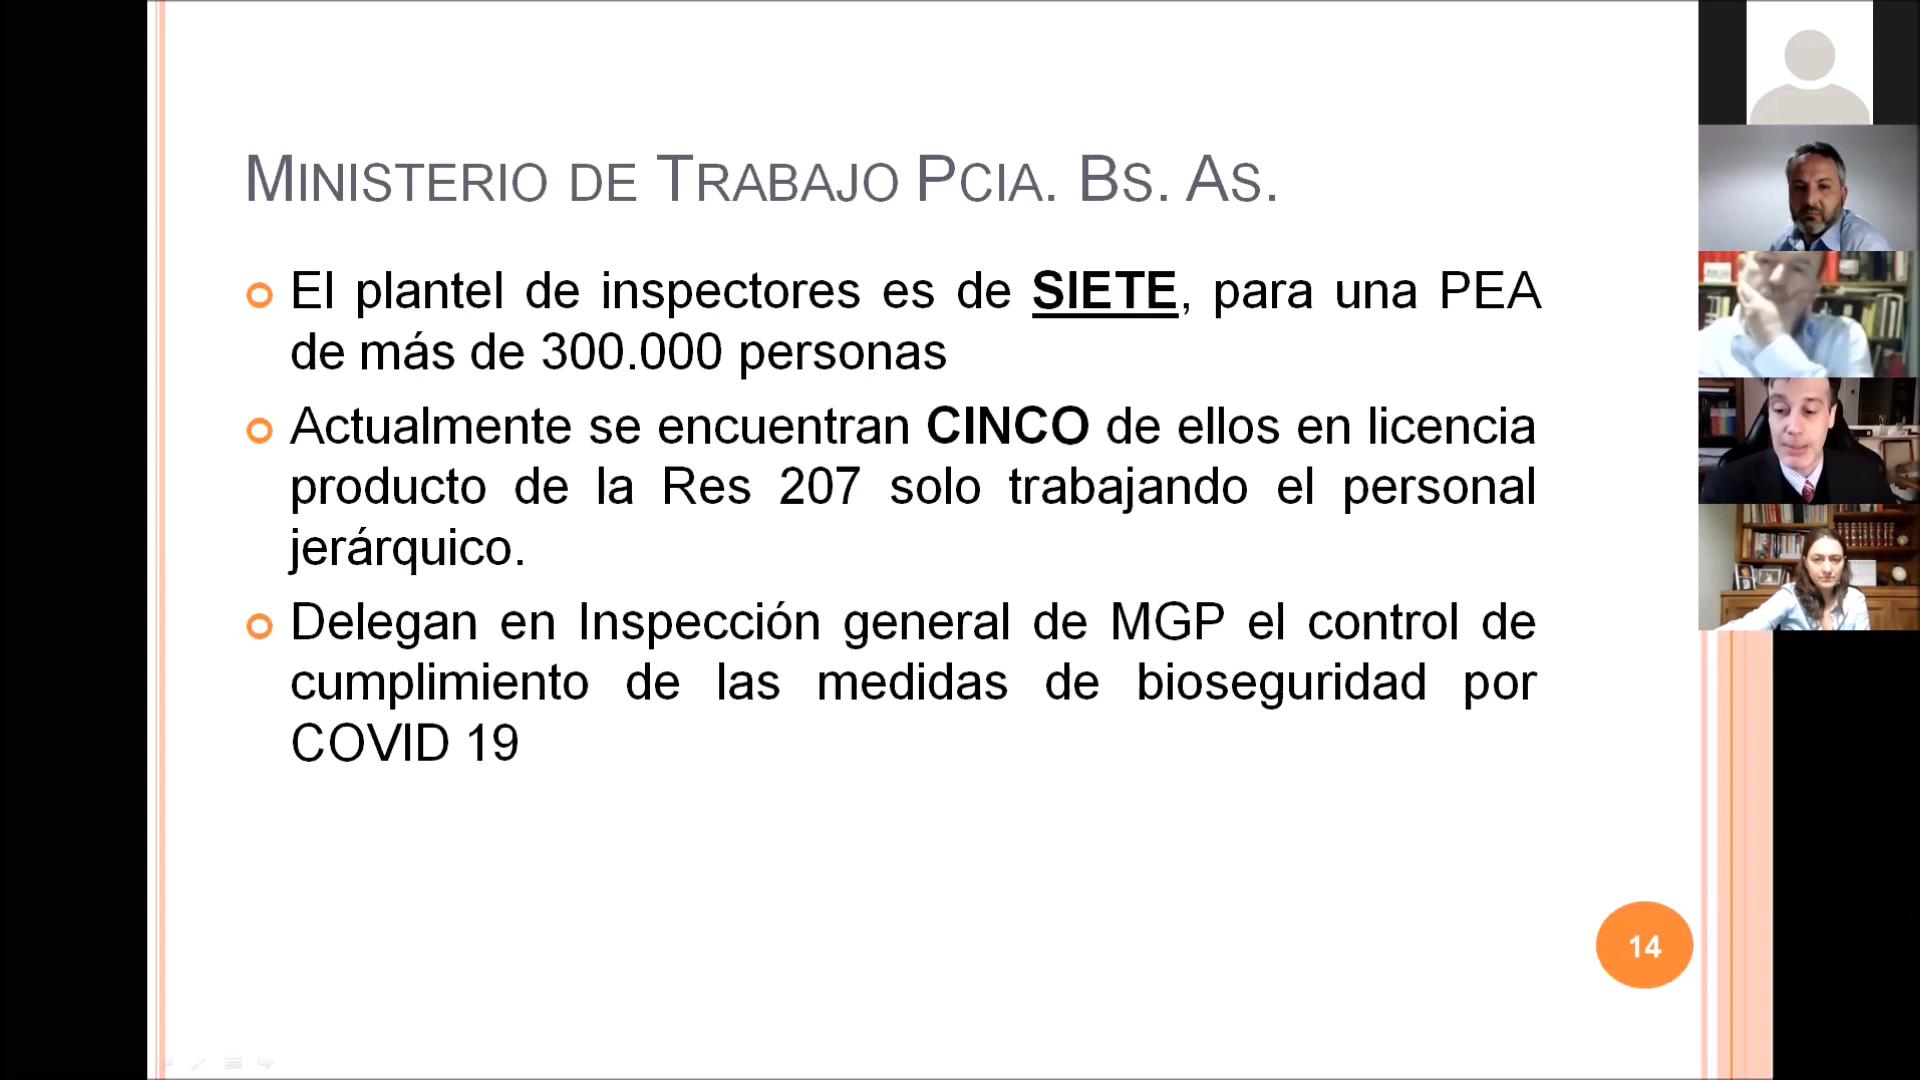 MINISTERIO DE TRABAJO PCIA. BS. AS.
El plantel de inspectores es de SIETE, para una PEA
de más de 300.000 personas
Actualmente se encuentran CINCO de ellos en licencia
producto de la Res 207 solo trabajando el personal
jerárquico.
Delegan en Inspección general de MGP el control de
cumplimiento de las medidas de bioseguridad por
COVID 19
14